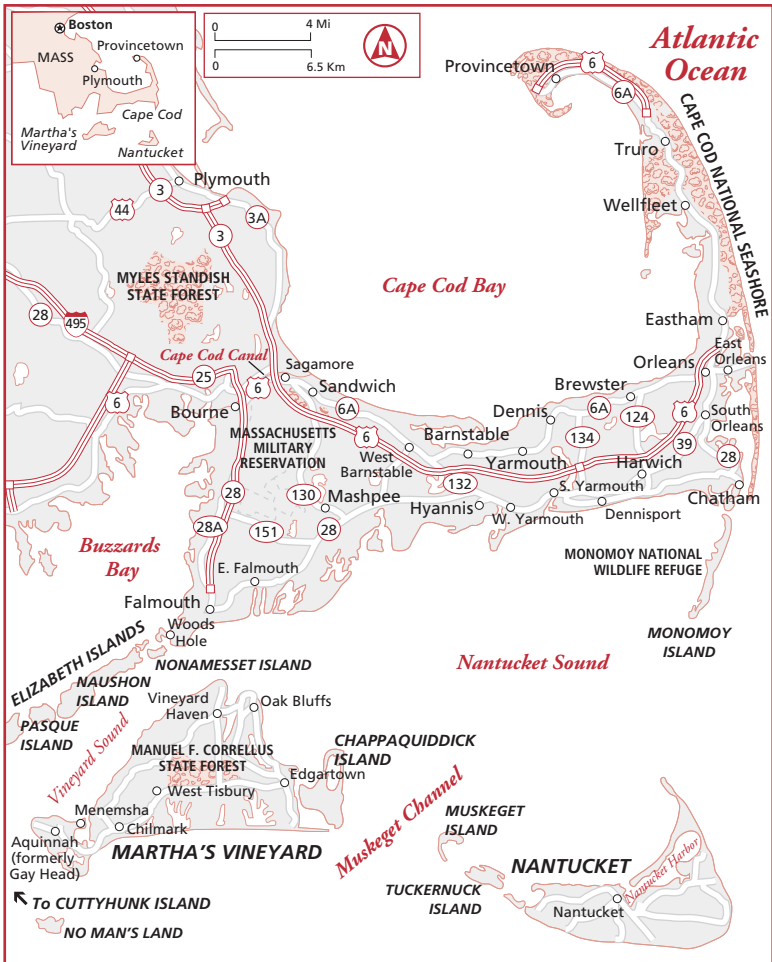 Boston
MASS
Provincetown
Plymouth
Cape Cod
Martha's
Vineyard
Nantucket
0 4 Mi
0 6.5 Km
N
Atlantic
Ocean
Provincetown
6
6A
CAPE COD NATIONAL SEASHORE
Truro
Wellfleet
Plymouth
3
44
3A
3
MYLES STANDISH
STATE FOREST
Cape Cod Bay
28
495
Eastham
East
Orleans
Orleans
Cape Cod Canal
Sagamore
25
6
Sandwich
Brewster
6
Bourne
6A
Dennis
6A
124
6
South
Orleans
MASSACHUSETTS
MILITARY
RESERVATION
6
Barnstable
134
39
West
Barnstable
Yarmouth
Harwich
28
28
130
Mashpee
132
S. Yarmouth
Chatham
Hyannis
W. Yarmouth
Dennisport
28A
151
28
Buzzards
Bay
MONOMOY NATIONAL
WILDLIFE REFUGE
E. Falmouth
Falmouth
Woods
Hole
MONOMOY
ISLAND
ELIZABETH ISLANDS
NONAMESSET ISLAND
Nantucket Sound
NAUSHON
ISLAND
PASQUE
ISLAND
Vineyard Sound
Vineyard
Haven
Oak Bluffs
MANUEL F. CORRELLUS
STATE FOREST
CHAPPAQUIDDICK
ISLAND
Edgartown
West Tisbury
Menemsha
Chilmark
Aquinnah
(formerly
Gay Head)
MARTHA'S VINEYARD
Muskeget Channel
MUSKEGET
ISLAND
NANTUCKET
Nantucket Harbor
TUCKERNUCK
ISLAND
Nantucket
To CUTTYHUNK ISLAND
NO MAN'S LAND